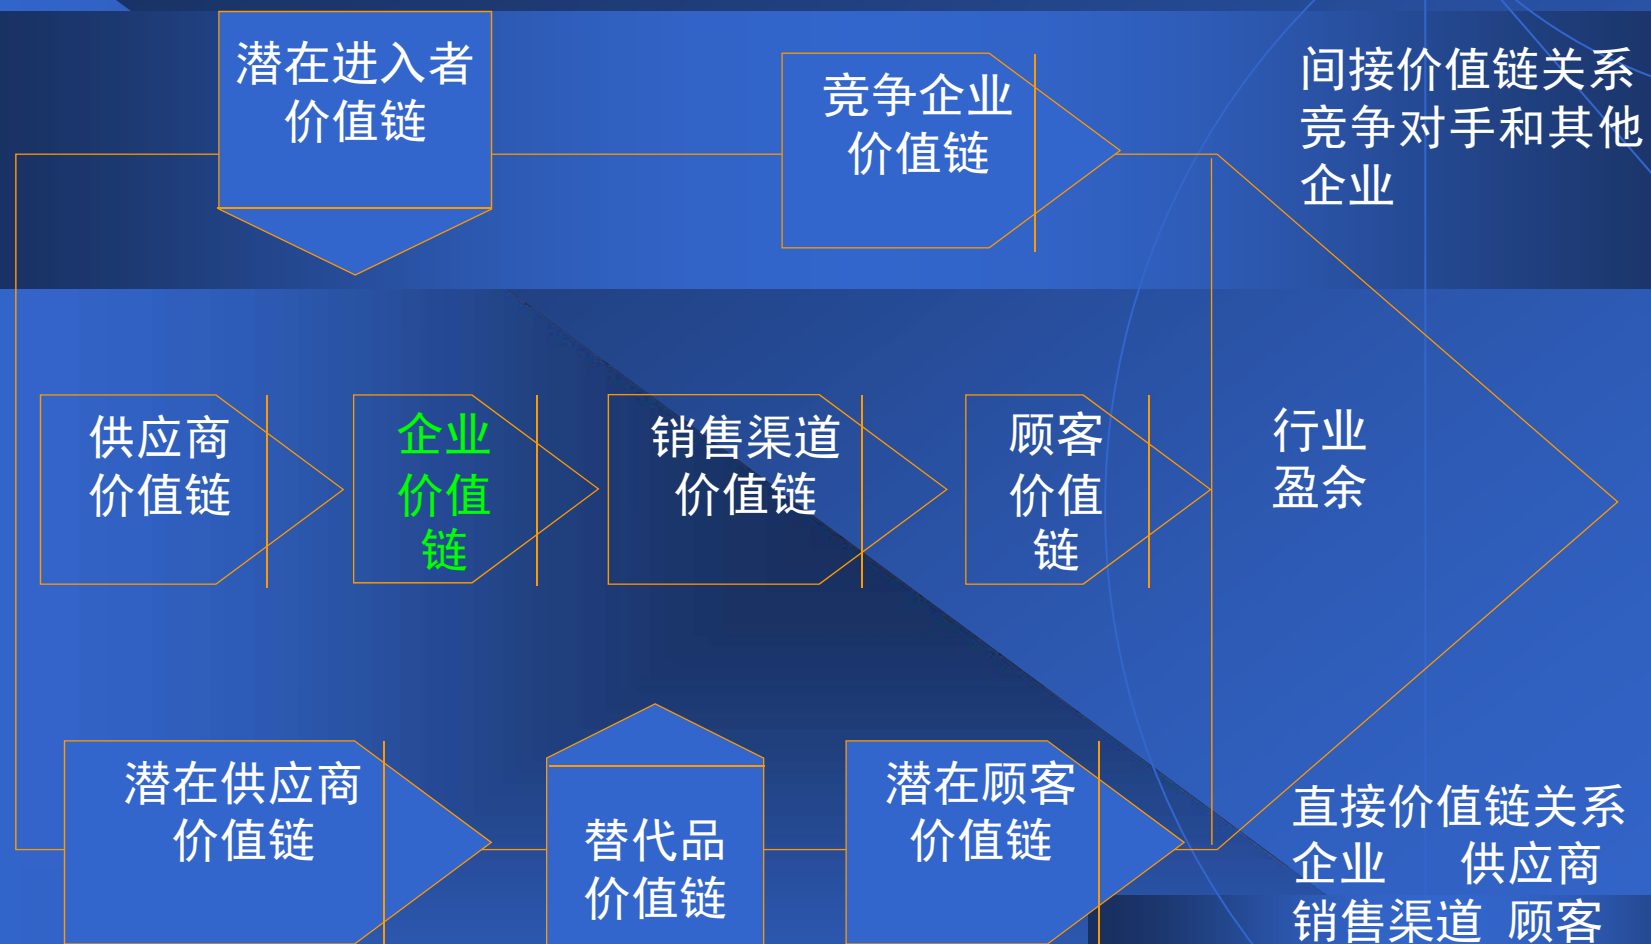 潜在进入者
价值链
竞争企业
价值链
间接价值链关系
竞争对手和其他
企业
供应商
价值链
企业
价值
链
销售渠道
价值链
顾客
价值
链
行业
盈余
潜在供应商
价值链
替代品
价值链
潜在顾客
价值链
直接价值链关系
企业 供应商
销售渠道 顾客